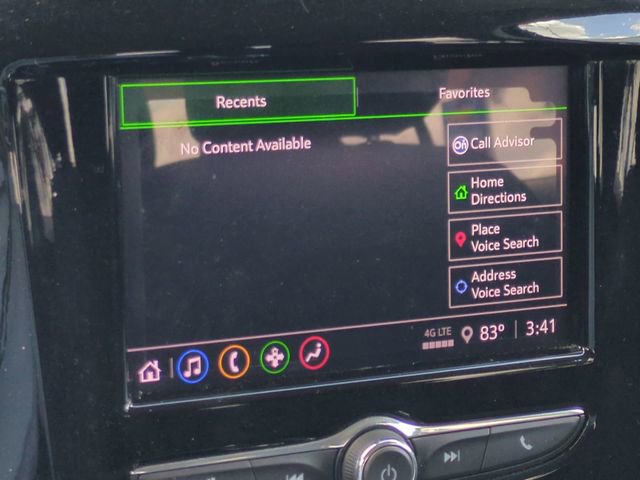 Recents
Favorites
No Content Available
On Call Advisor
Home
Directions
Place
Voice Search
Address
Voice Search
4G LTE
83° 3:41